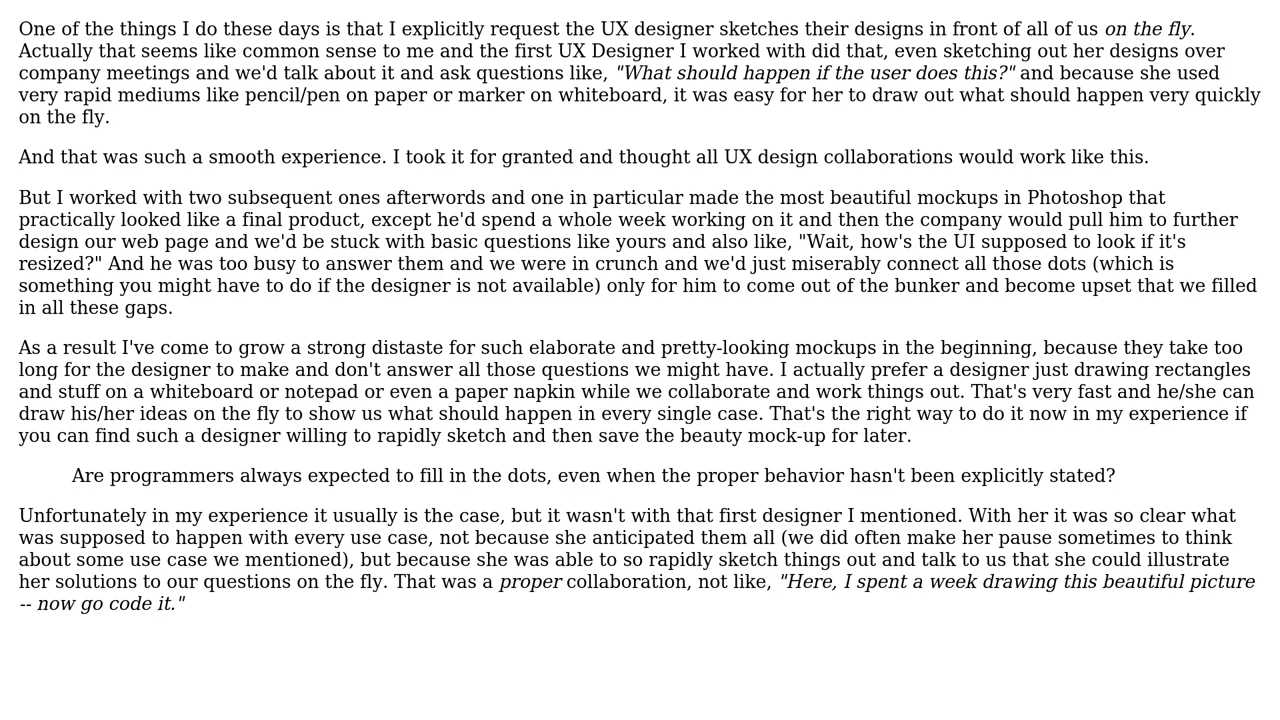 One of the things I do these days is that I explicitly request the UX designer sketches their designs in front of all of us on the fly.
Actually that seems like common sense to me and the first UX Designer I worked with did that, even sketching out her designs over
company meetings and we'd talk about it and ask questions like, "What should happen if the user does this?" and because she used
very rapid mediums like pencil/pen on paper or marker on whiteboard, it was easy for her to draw out what should happen very quickly
on the fly.
And that was such a smooth experience. I took it for granted and thought all UX design collaborations would work like this.
But I worked with two subsequent ones afterwords and one in particular made the most beautiful mockups in Photoshop that
practically looked like a final product, except he'd spend a whole week working on it and then the company would pull him to further
design our web page and we'd be stuck with basic questions like yours and also like, "Wait, how's the UI supposed to look if it's
resized?" And he was too busy to answer them and we were in crunch and we'd just miserably connect all those dots (which is
something you might have to do if the designer is not available) only for him to come out of the bunker and become upset that we filled
in all these gaps.
As a result I've come to grow a strong distaste for such elaborate and pretty-looking mockups in the beginning, because they take too
long for the designer to make and don't answer all those questions we might have. I actually prefer a designer just drawing rectangles
and stuff on a whiteboard or notepad or even a paper napkin while we collaborate and work things out. That's very fast and he/she can
draw his/her ideas on the fly to show us what should happen in every single case. That's the right way to do it now in my experience if
you can find such a designer willing to rapidly sketch and then save the beauty mock-up for later.
Are programmers always expected to fill in the dots, even when the proper behavior hasn't been explicitly stated?
Unfortunately in my experience it usually is the case, but it wasn't with that first designer I mentioned. With her it was so clear what
was supposed to happen with every use case, not because she anticipated them all (we did often make her pause sometimes to think
about some use case we mentioned), but because she was able to so rapidly sketch things out and talk to us that she could illustrate
her solutions to our questions on the fly. That was a proper collaboration, not like, "Here, I spent a week drawing this beautiful picture
-- now go code it."